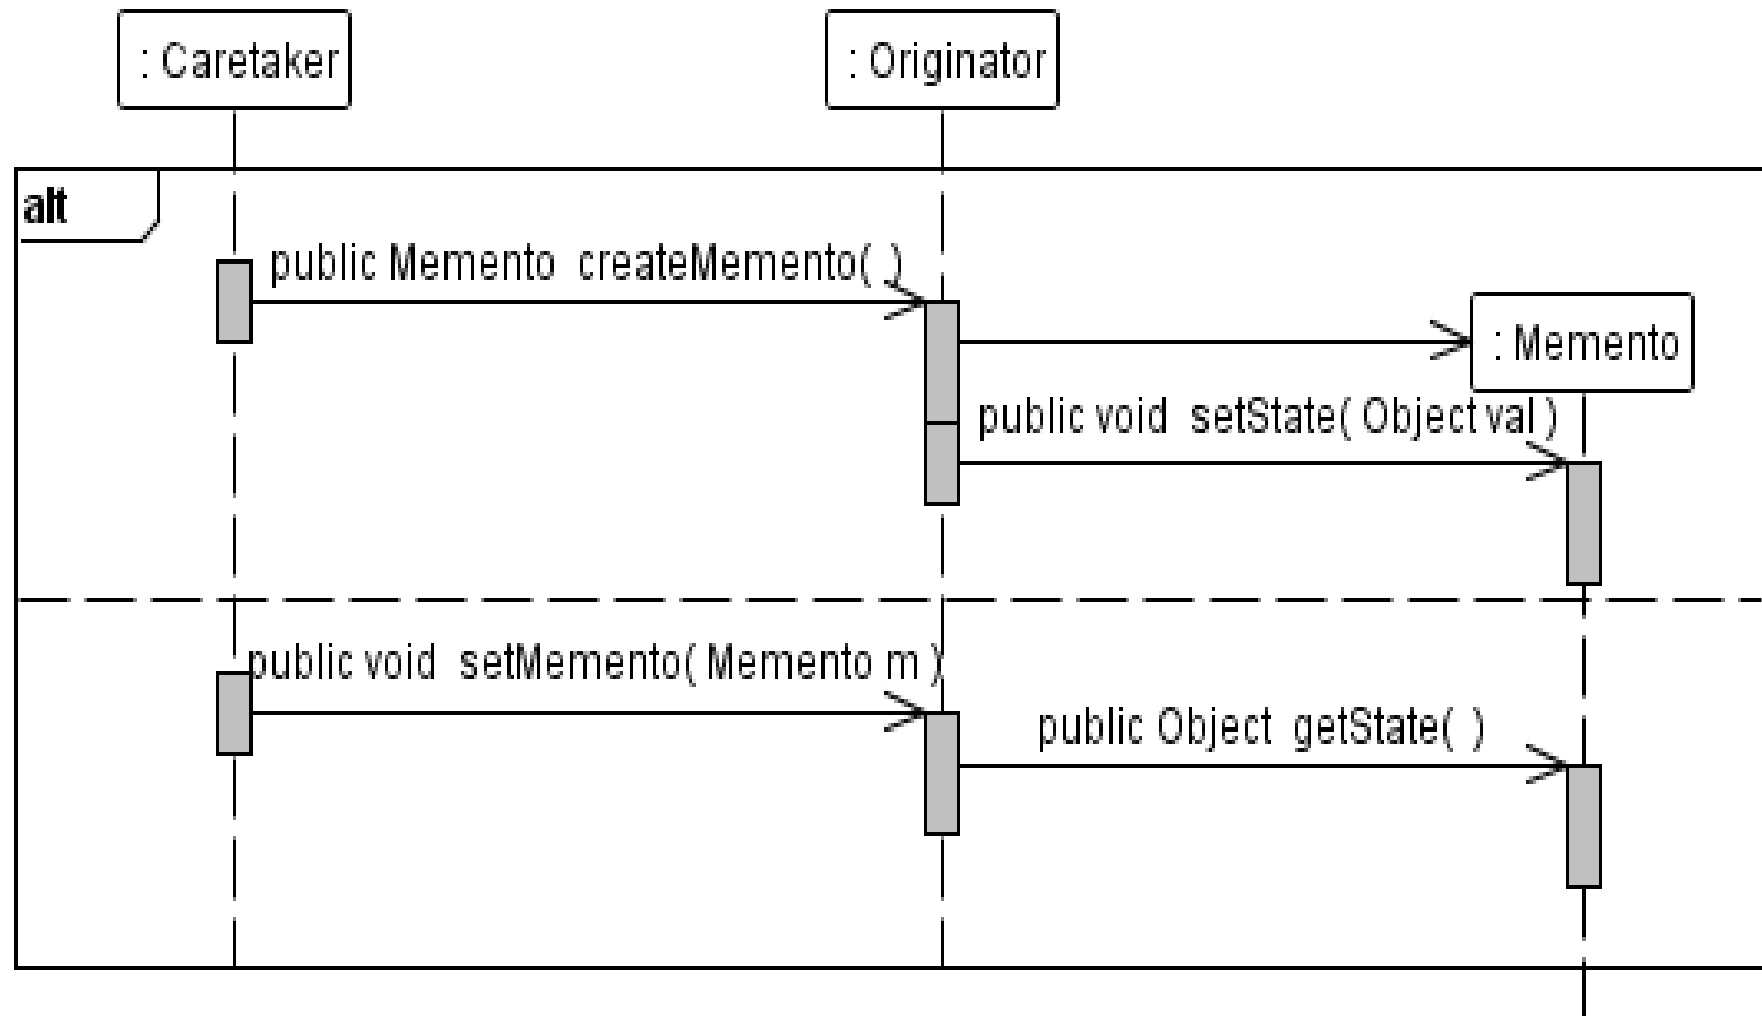 : Caretaker
: Originator
alt
public Memento createMemento( )
: Memento
public void setState( Object val )
public void setMemento( Memento m )
public Object getState( )